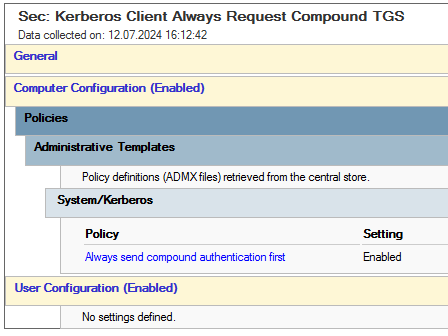 Sec: Kerberos Client Always Request Compound TGS
Data collected on: 12.07.2024 16:12:42
General
Computer Configuration (Enabled)
Policies
Administrative Templates
Policy definitions (ADMX files) retrieved from the central store.
System/Kerberos
Policy Setting
Always send compound authentication first Enabled
User Configuration (Enabled)
No settings defined.